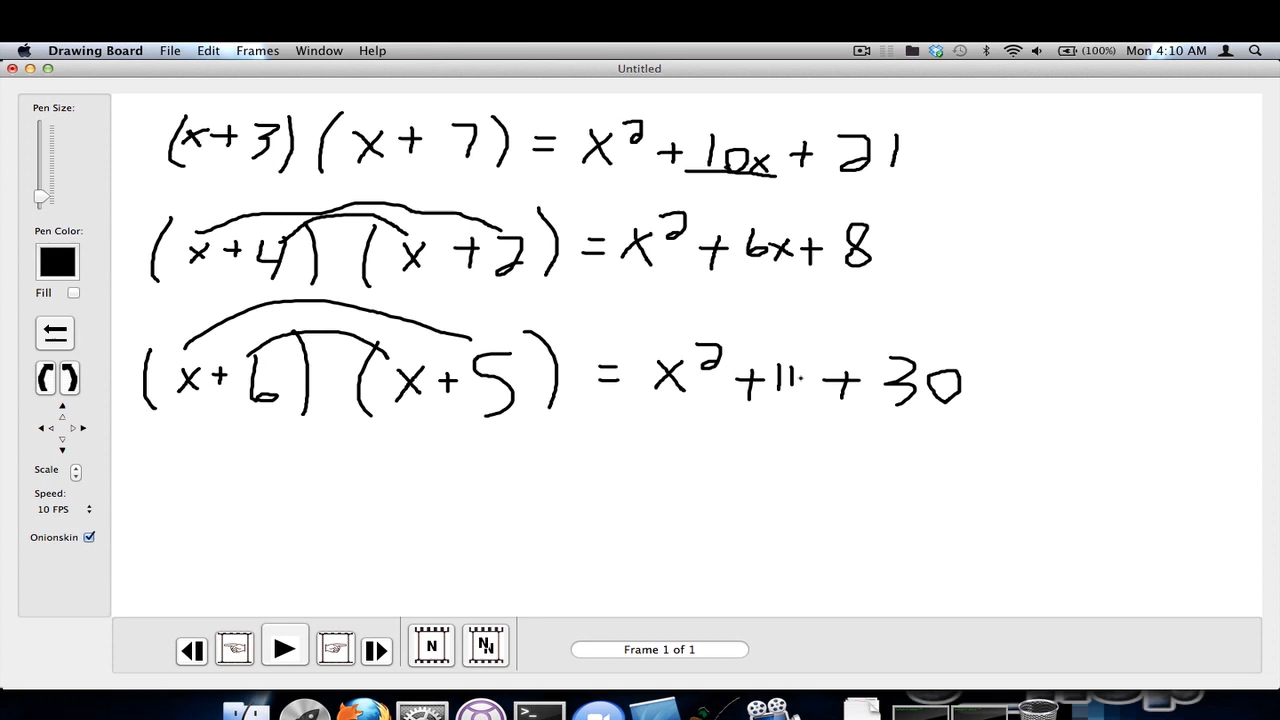 Drawing Board File Edit Frames Window Help (100%) Mon 4:10 AM
Untitled
Pen Size:
(x+3)(x+7) = x² + 10x + 21
Pen Color:
(x+4)(x+2) = x² + 6x + 8
Fill
(x+6)(x+5) = x² + 11 + 30
Scale
Speed:
10 FPS
Onionskin
N N N
Frame 1 of 1